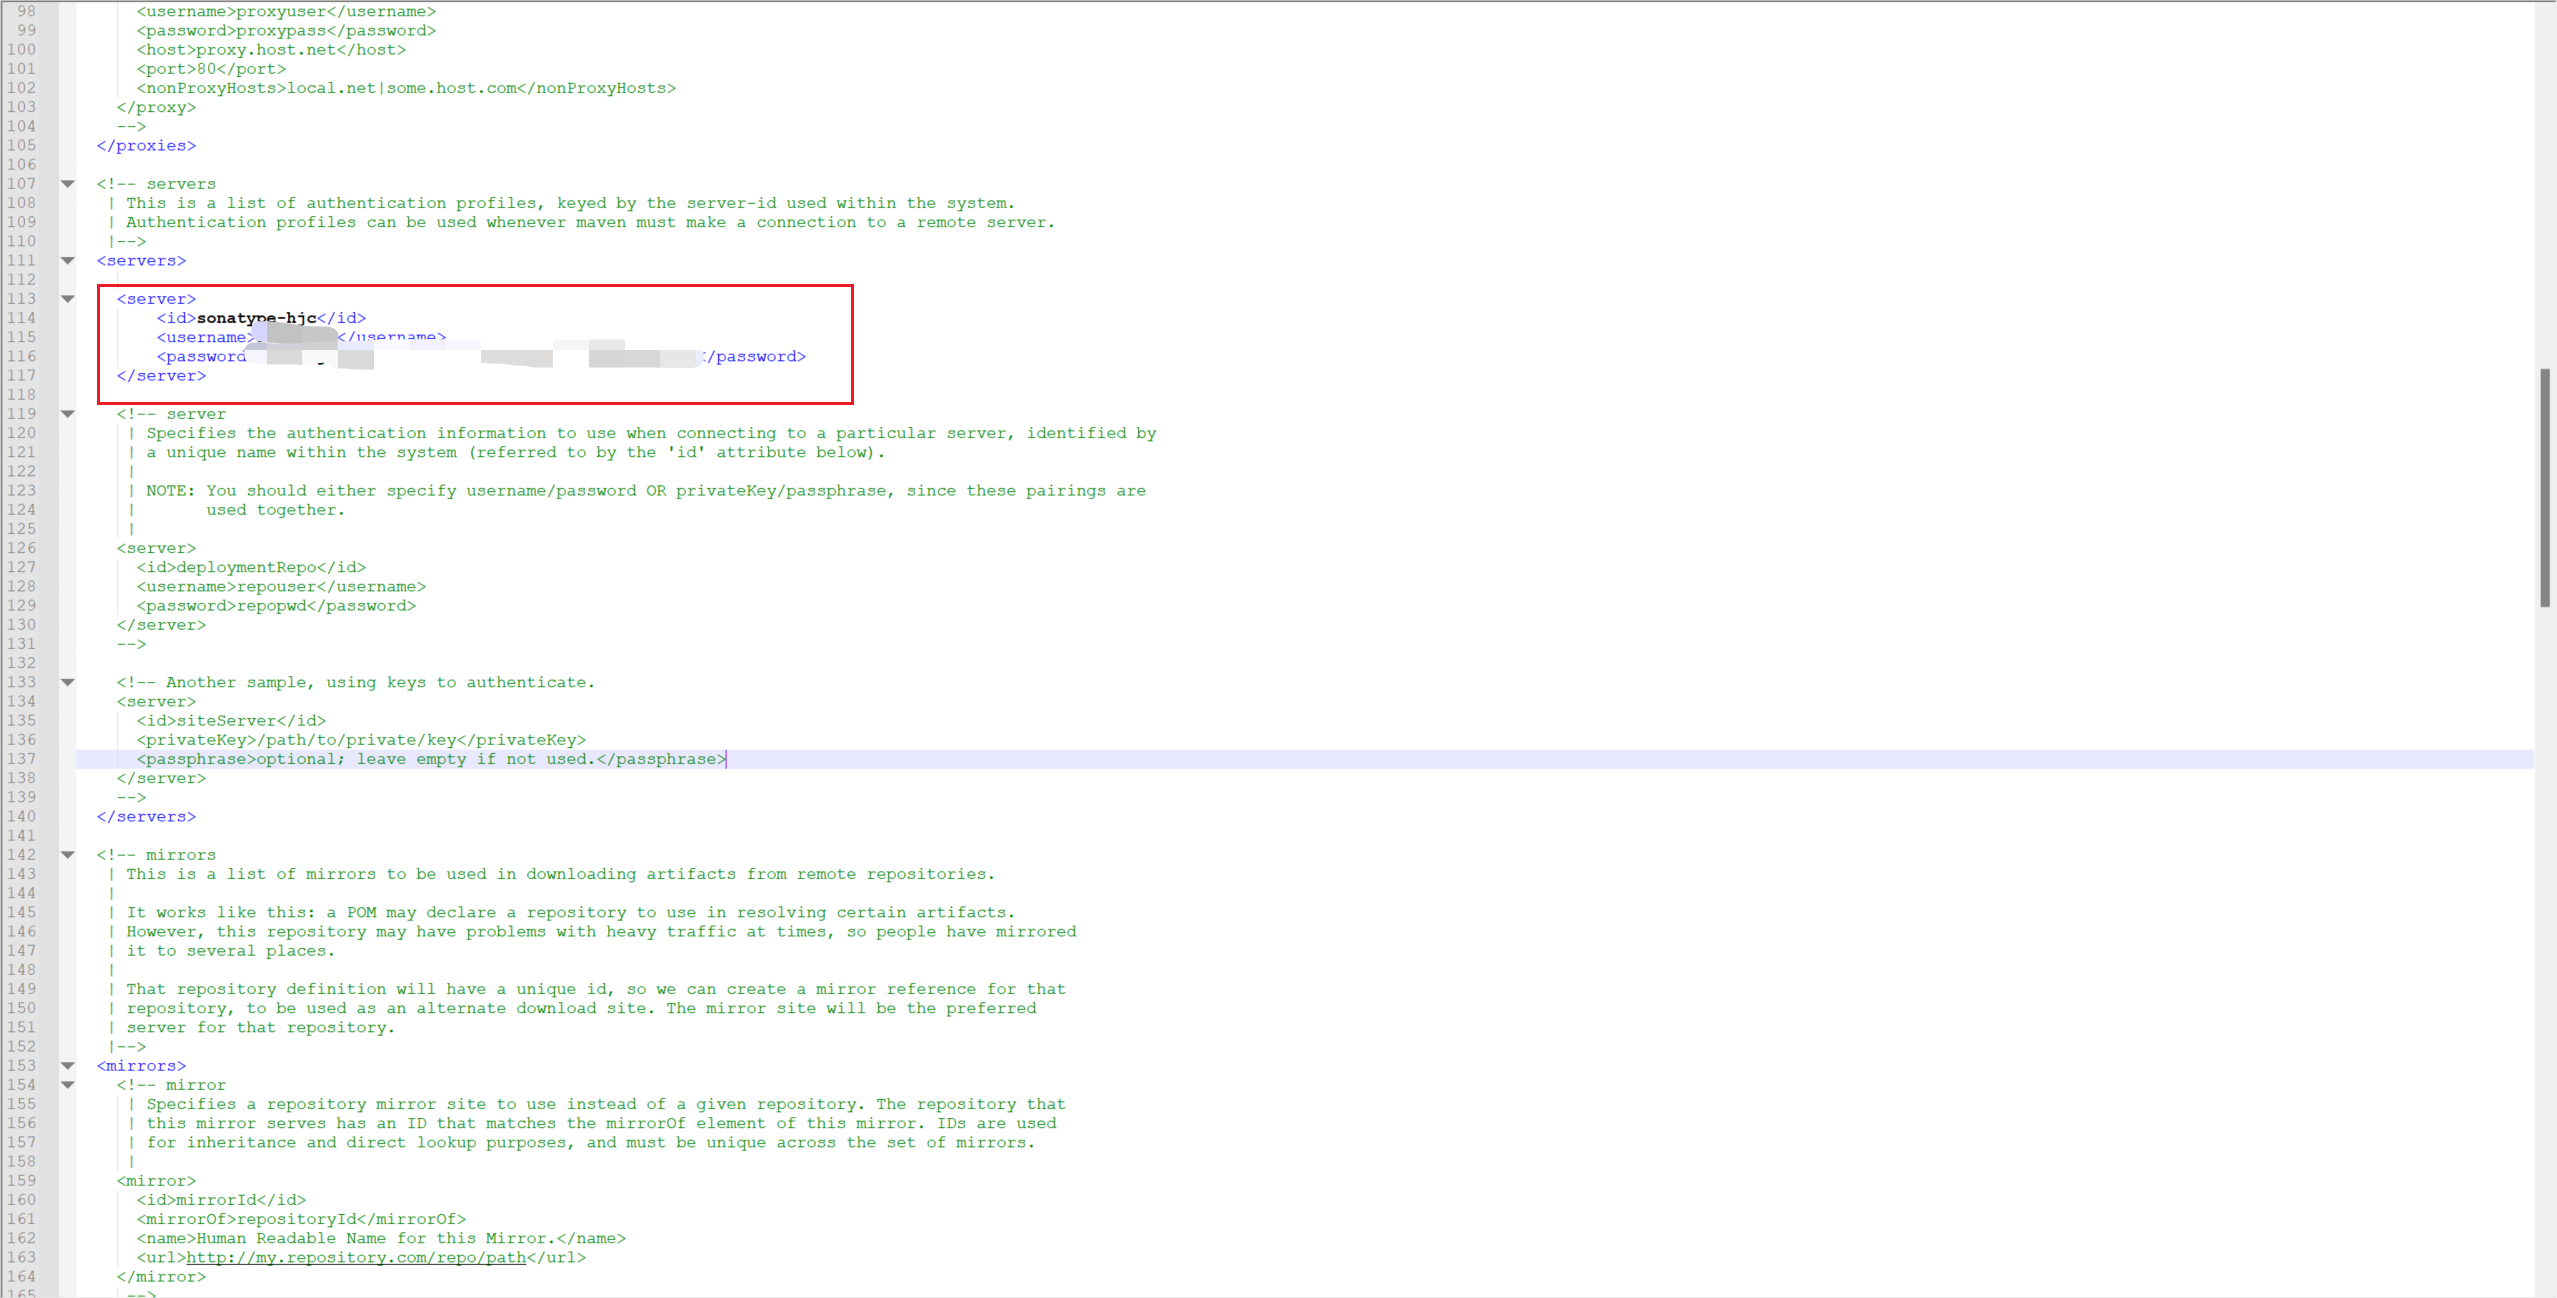 98 <username>proxyuser</username>
99 <password>proxypass</password>
100 <host>proxy.host.net</host>
101 <port>80</port>
102 <nonProxyHosts>local.net|some.host.com</nonProxyHosts>
103 </proxy>
104 -->
105 </proxies>
106
107 <!-- servers
108 | This is a list of authentication profiles, keyed by the server-id used within the system.
109 | Authentication profiles can be used whenever maven must make a connection to a remote server.
110 |-->
111 <servers>
112
113 <server>
114 <id>sonatype-hjc</id>
115 <username></username>
116 <password </password>
117 </server>
118
119 <!-- server
120 | Specifies the authentication information to use when connecting to a particular server, identified by
121 | a unique name within the system (referred to by the 'id' attribute below).
122 |
123 | NOTE: You should either specify username/password OR privateKey/passphrase, since these pairings are
124 | used together.
125 |
126 <server>
127 <id>deploymentRepo</id>
128 <username>repouser</username>
129 <password>repopwd</password>
130 </server>
131 -->
132
133 <!-- Another sample, using keys to authenticate.
134 <server>
135 <id>siteServer</id>
136 <privateKey>/path/to/private/key</privateKey>
137 <passphrase>optional; leave empty if not used.</passphrase>
138 </server>
139 -->
140 </servers>
141
142 <!-- mirrors
143 | This is a list of mirrors to be used in downloading artifacts from remote repositories.
144 |
145 | It works like this: a POM may declare a repository to use in resolving certain artifacts.
146 | However, this repository may have problems with heavy traffic at times, so people have mirrored
147 | it to several places.
148 |
149 | That repository definition will have a unique id, so we can create a mirror reference for that
150 | repository, to be used as an alternate download site. The mirror site will be the preferred
151 | server for that repository.
152 |-->
153 <mirrors>
154 <!-- mirror
155 | Specifies a repository mirror site to use instead of a given repository. The repository that
156 | this mirror serves has an ID that matches the mirrorOf element of this mirror. IDs are used
157 | for inheritance and direct lookup purposes, and must be unique across the set of mirrors.
158 |
159 <mirror>
160 <id>mirrorId</id>
161 <mirrorOf>repositoryId</mirrorOf>
162 <name>Human Readable Name for this Mirror.</name>
163 <url>http://my.repository.com/repo/path</url>
164 </mirror>
165 -->